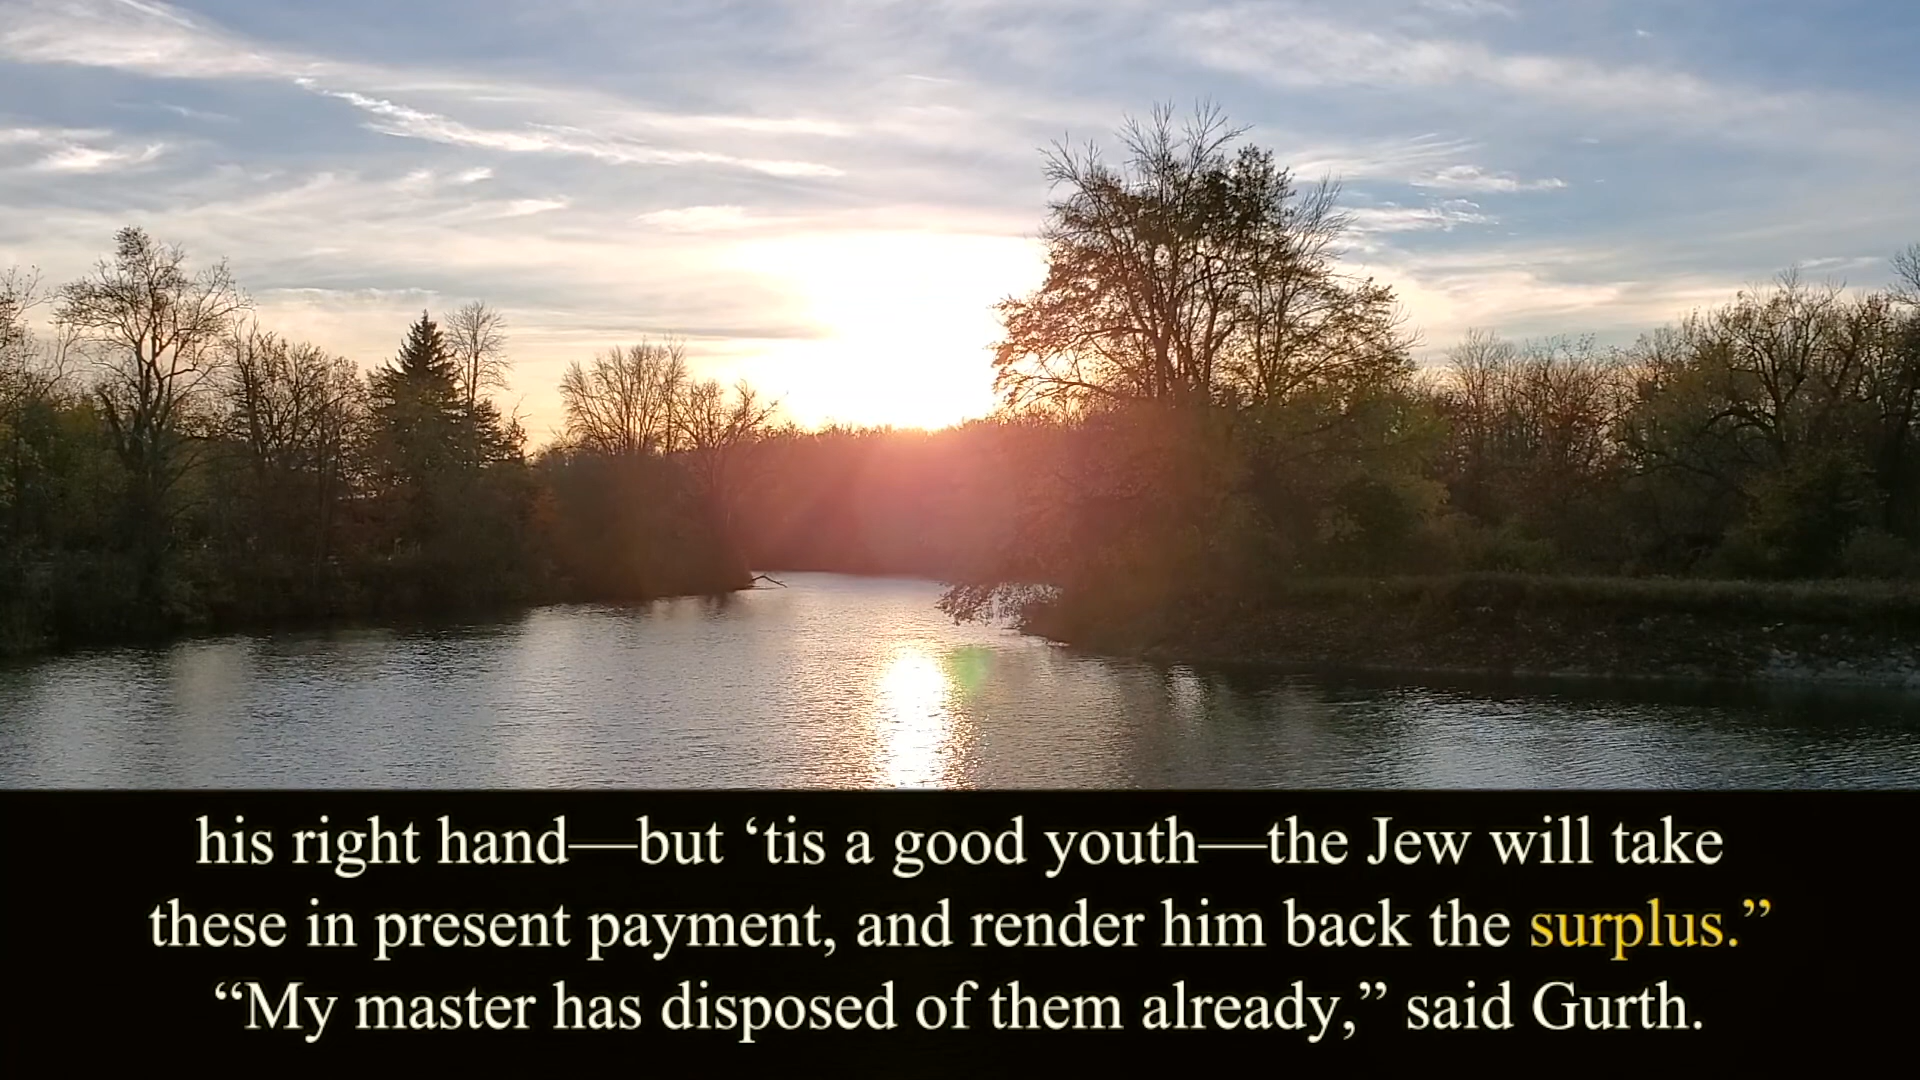 his right hand—but ‘tis a good youth—the Jew will take
these in present payment, and render him back the surplus.”
“My master has disposed of them already,” said Gurth.